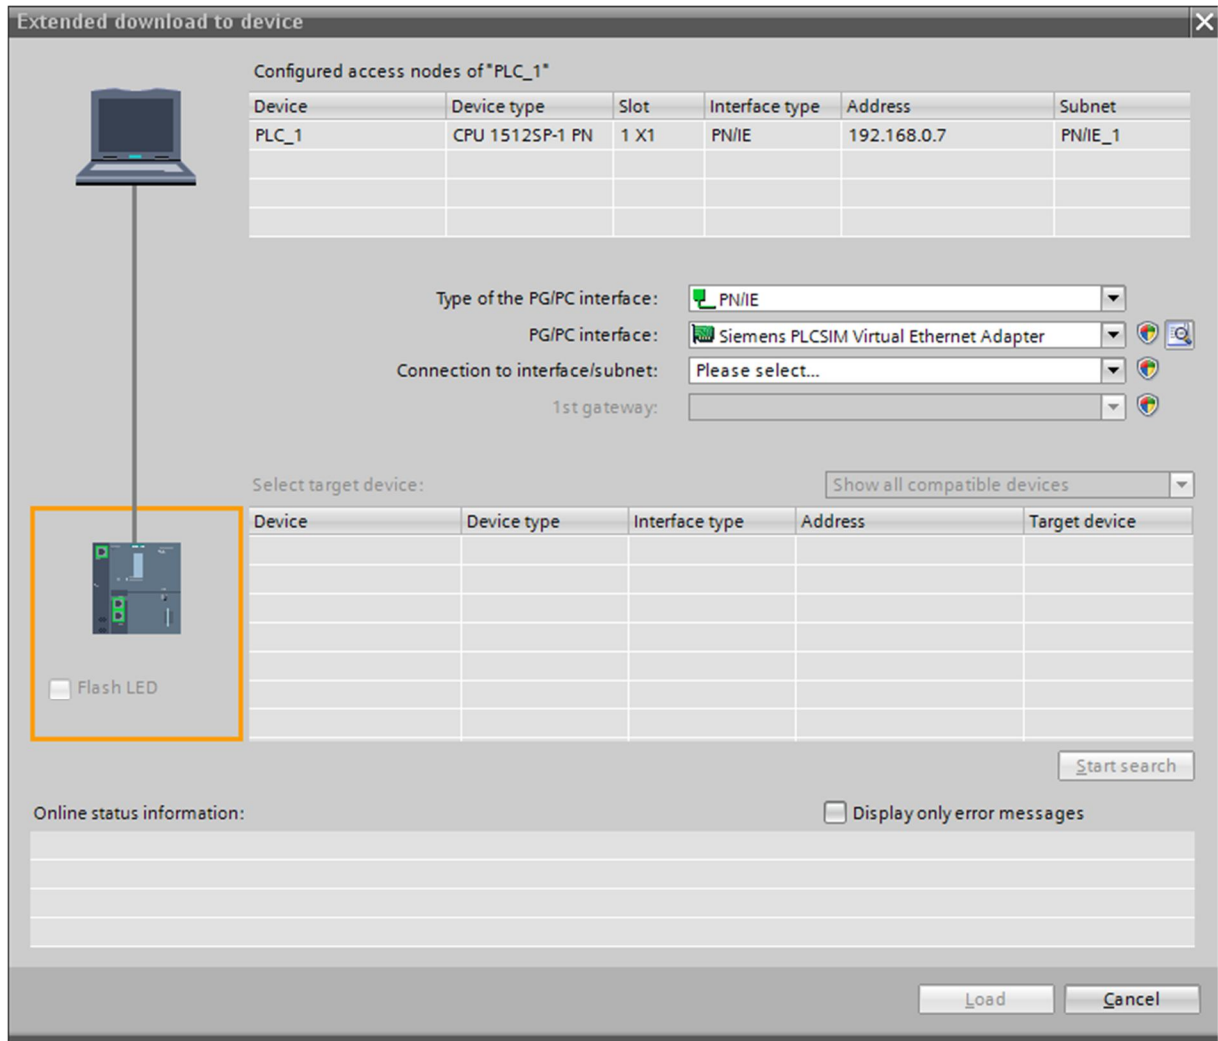 Extended download to device
Configured access nodes of "PLC_1"
Device Device type Slot Interface type Address Subnet
PLC_1 CPU 1512SP-1 PN 1 X1 PN/IE 192.168.0.7 PN/IE_1
Type of the PG/PC interface: PN/IE
PG/PC interface: Siemens PLCSIM Virtual Ethernet Adapter
Connection to interface/subnet: Please select...
1st gateway:
Select target device: Show all compatible devices
Device Device type Interface type Address Target device
Flash LED
Start search
Online status information: Display only error messages
Load Cancel